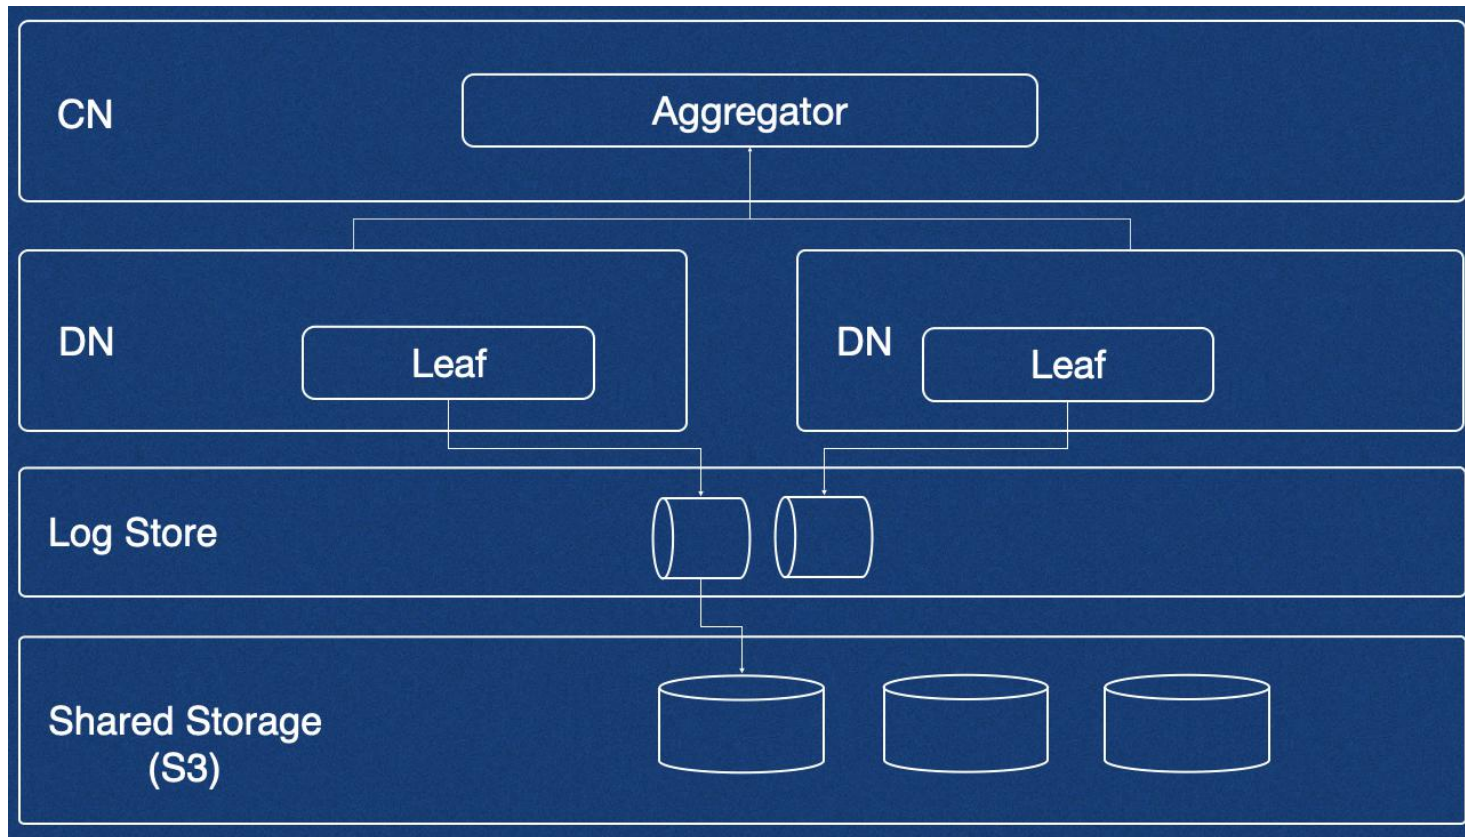 CN
Aggregator
DN
Leaf
DN
Leaf
Log Store
Shared Storage
(S3)